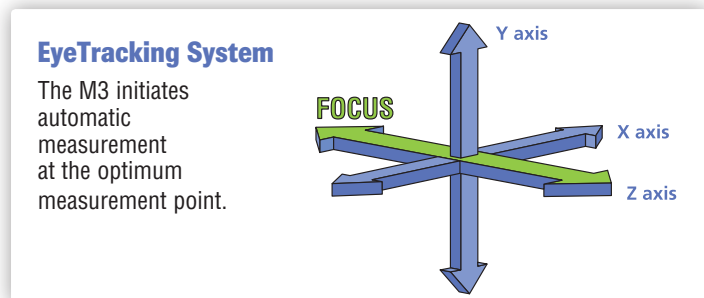 EyeTracking System
The M3 initiates
automatic
measurement
at the optimum
measurement point.
FOCUS
Y axis
X axis
Z axis